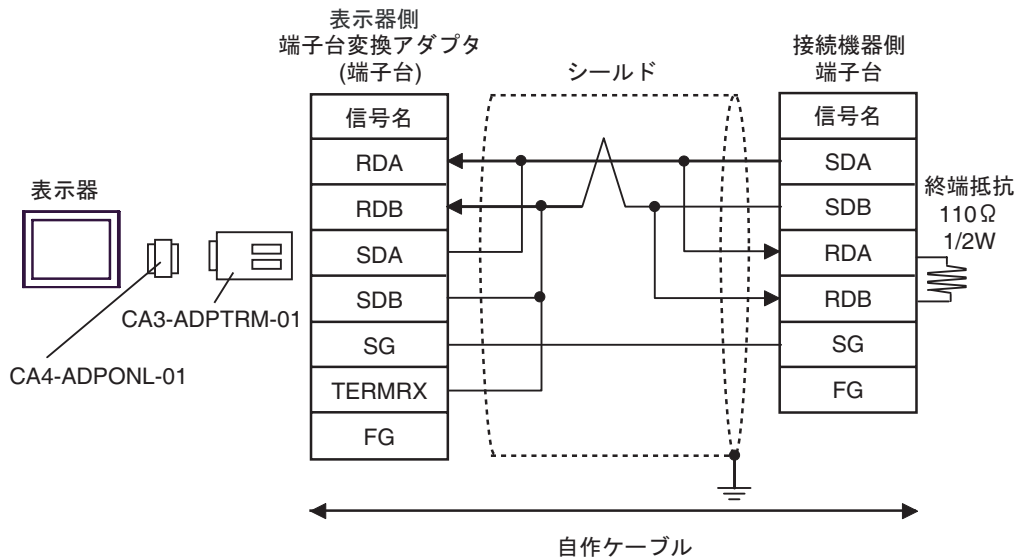 表示器側
端子台変換アダプタ
(端子台)
シールド
接続機器側
端子台
信号名
RDA
RDB
SDA
SDB
SG
TERMRX
FG
信号名
SDA
SDB
RDA
RDB
SG
FG
終端抵抗
110Ω
1/2W
表示器
CA3-ADPTRM-01
CA4-ADPONL-01
自作ケーブル